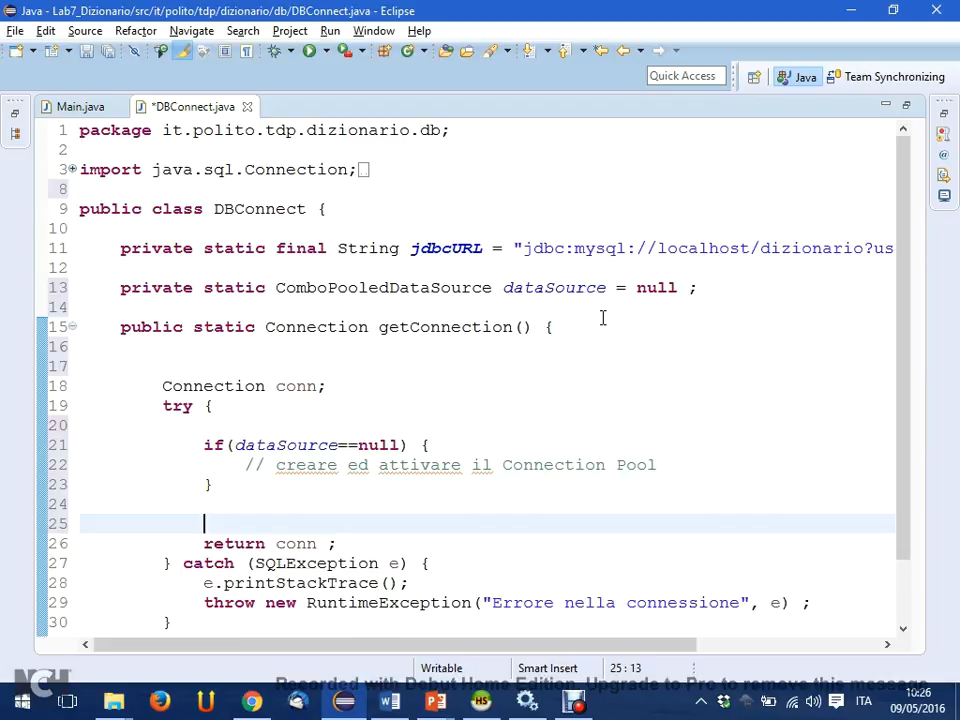 Java - Lab7_Dizionario/src/it/polito/tdp/dizionario/db/DBConnect.java - Eclipse
File Edit Source Refactor Navigate Search Project Run Window Help
Quick Access
Java
Team Synchronizing
Main.java
*DBConnect.java
1 package it.polito.tdp.dizionario.db;
2
3 import java.sql.Connection;
8
9 public class DBConnect {
10
11 private static final String jdbcURL = "jdbc:mysql://localhost/dizionario?us
12
13 private static ComboPooledDataSource dataSource = null ;
14
15 public static Connection getConnection() {
16
17
18 Connection conn;
19 try {
20
21 if(dataSource==null) {
22 // creare ed attivare il Connection Pool
23 }
24
25
26 return conn ;
27 } catch (SQLException e) {
28 e.printStackTrace();
29 throw new RuntimeException("Errore nella connessione", e) ;
30 }
Writable
Smart Insert
25 : 13
NCH
Recorded with Debut Home Edition. Upgrade to Pro to remove this message
ITA
10:26
09/05/2016